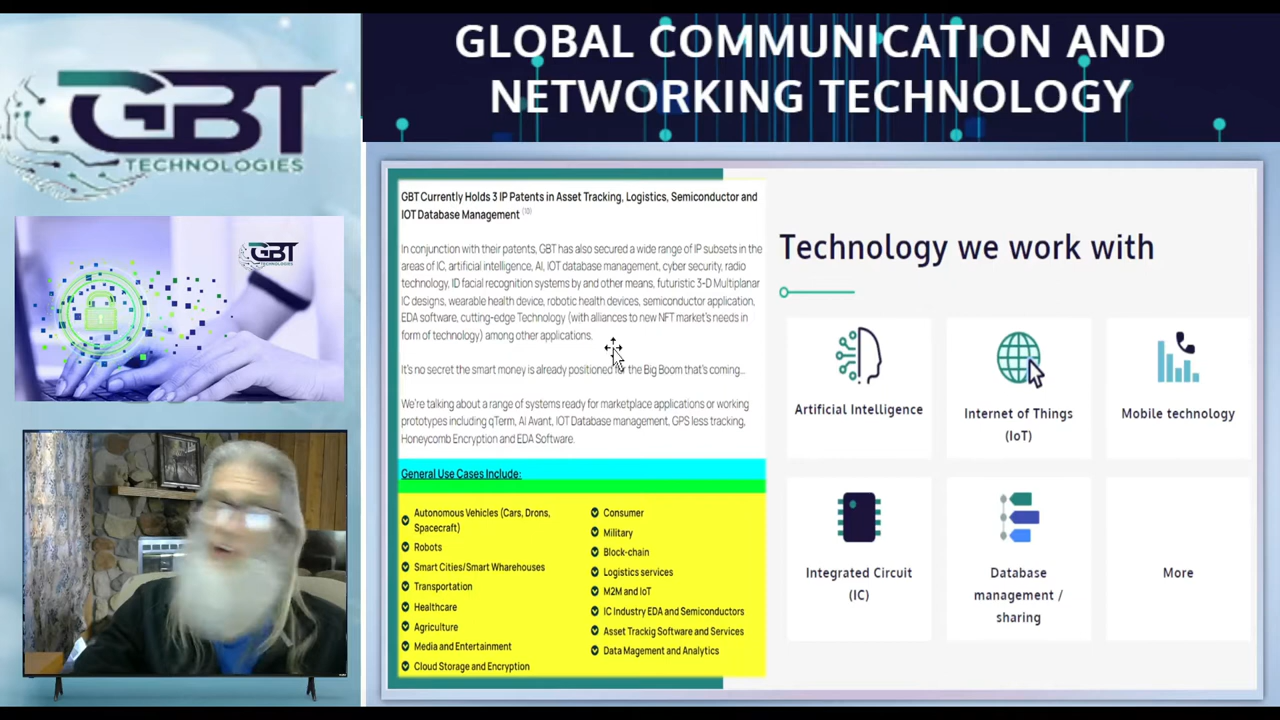 GBT
TECHNOLOGIES
GBT
TECHNOLOGIES
GLOBAL COMMUNICATION AND
NETWORKING TECHNOLOGY
GBT Currently Holds 3 IP Patents in Asset Tracking, Logistics, Semiconductor and
IOT Database Management (10)
In conjunction with their patents, GBT has also secured a wide range of IP subsets in the
areas of IC, artificial intelligence, AI, IOT database management, cyber security, radio
technology, ID facial recognition systems by and other means, futuristic 3-D Multiplanar
IC designs, wearable health device, robotic health devices, semiconductor application,
EDA software, cutting-edge Technology (with alliances to new NFT market's needs in
form of technology) among other applications.
It's no secret the smart money is already positioned for the Big Boom that's coming...
We're talking about a range of systems ready for marketplace applications or working
prototypes including qTerm, AI Avant, IOT Database management, GPS less tracking,
Honeycomb Encryption and EDA Software.
General Use Cases Include:
Autonomous Vehicles (Cars, Drons,
Spacecraft)
Robots
Smart Cities/Smart Wharehouses
Transportation
Healthcare
Agriculture
Media and Entertainment
Cloud Storage and Encryption
Consumer
Military
Block-chain
Logistics services
M2M and IoT
IC Industry EDA and Semiconductors
Asset Trackig Software and Services
Data Magement and Analytics
Technology we work with
Artificial Intelligence
Internet of Things
(IoT)
Mobile technology
Integrated Circuit
(IC)
Database
management /
sharing
More